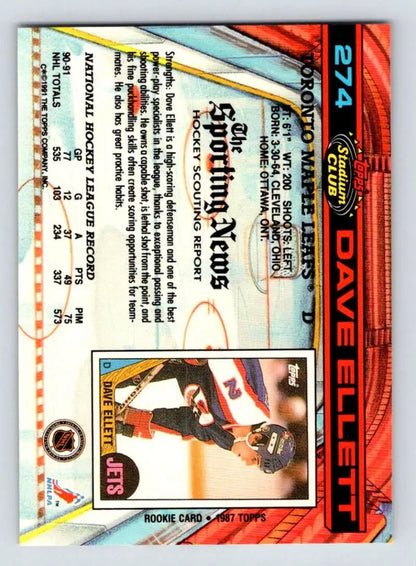 274
TOPPS
Stadium
CLUB
DAVE ELLETT
TORONTO MAPLE LEAFS® D
HT: 6'1" WT: 200 SHOOTS: LEFT
BORN: 3-30-64, CLEVELAND, OHIO
HOME: OTTAWA, ONT.
The
Sporting News
HOCKEY SCOUTING REPORT
Strengths: Dave Ellett is a high-scoring defenseman and one of the best
power-play specialists in the league, thanks to exceptional passing and
shooting abilities. He owns a capable shot, is lethal shot from the point, and
his fine puckhandling skills often create scoring opportunities for team-
mates. He also has great practice habits.
NATIONAL HOCKEY LEAGUE RECORD
GP G A PTS PIM
90-91 77 12 37 49 75
NHL TOTALS 535 103 234 337 573
©1991 THE TOPPS COMPANY, INC.
NHLPA
TOPPS
2
D DAVE ELLETT
JETS
ROOKIE CARD • 1987 TOPPS